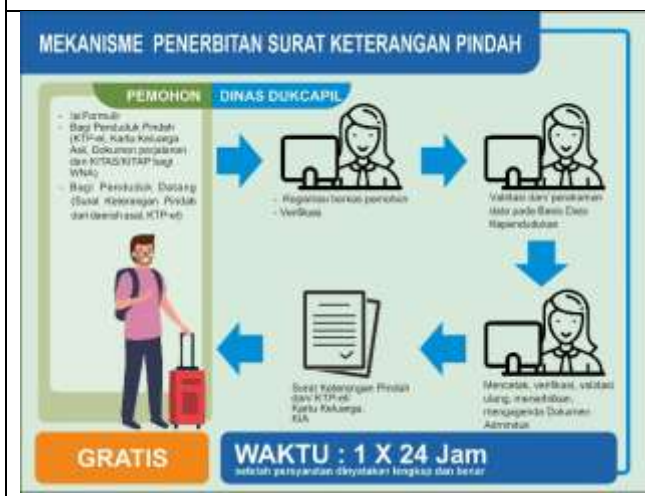 MEKANISME PENERBITAN SURAT KETERANGAN PINDAH
PEMOHON
- Isi Formulir
- Bagi Penduduk Pindah
(KTP-el, Kartu Keluarga
Asli, Dokumen perjalanan
dan KITAS/KITAP bagi
WNA)
- Bagi Penduduk Datang
(Surat Keterangan Pindah
dari daerah asal, KTP-el)
DINAS DUKCAPIL
- Registrasi berkas pemohon
- Verifikasi
Validasi dan perekaman
data pada Basis Data
Kependudukan
Mencetak, verifikasi, validasi
ulang, menerbitkan,
mengagenda Dokumen
Surat Keterangan Pindah
dan/ KTP-el/
Kartu Keluarga
KIA
GRATIS
WAKTU : 1 X 24 Jam
setelah persyaratan dinyatakan lengkap dan benar